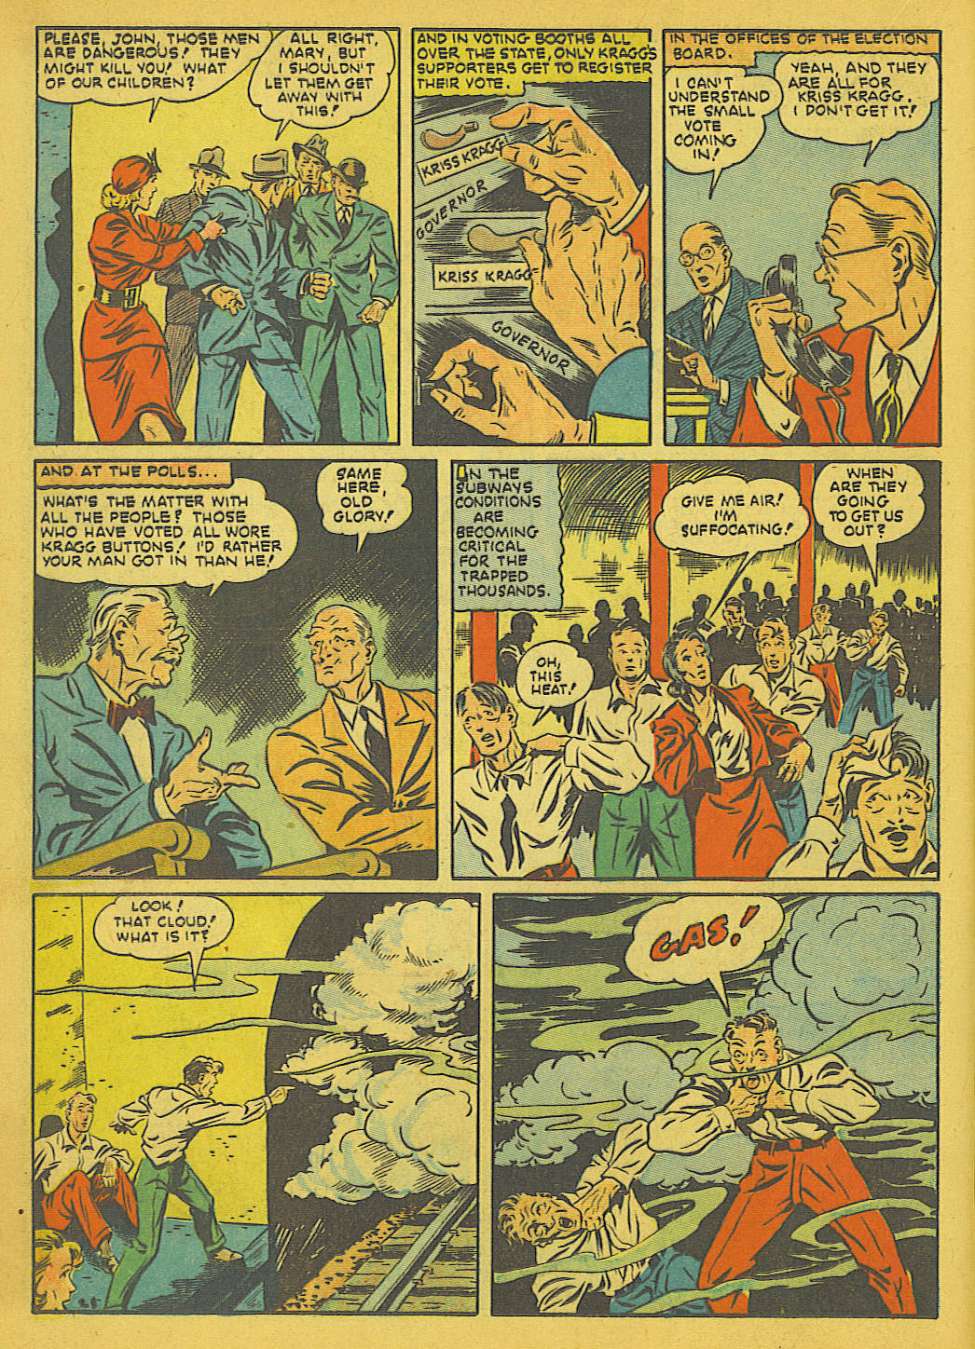 PLEASE, JOHN, THOSE MEN
ARE DANGEROUS! THEY
MIGHT KILL YOU! WHAT
OF OUR CHILDREN?
ALL RIGHT,
MARY, BUT
I SHOULDN'T
LET THEM GET
AWAY WITH
THIS!
AND IN VOTING BOOTHS ALL
OVER THE STATE, ONLY KRAGG'S
SUPPORTERS GET TO REGISTER
THEIR VOTE.
KRISS KRAGG
GOVERNOR
KRISS KRAGG
GOVERNOR
IN THE OFFICES OF THE ELECTION
BOARD.
I CAN'T
UNDERSTAND
THE SMALL
VOTE
COMING
IN!
YEAH, AND THEY
ARE ALL FOR
KRISS KRAGG,
I DON'T GET IT!
AND AT THE POLLS...
WHAT'S THE MATTER WITH
ALL THE PEOPLE? THOSE
WHO HAVE VOTED ALL WORE
KRAGG BUTTONS! I'D RATHER
YOUR MAN GOT IN THAN HE!
SAME
HERE,
OLD
GLORY!
IN THE
SUBWAYS
CONDITIONS
ARE
BECOMING
CRITICAL
FOR THE
TRAPPED
THOUSANDS.
GIVE ME AIR!
I'M
SUFFOCATING!
WHEN
ARE THEY
GOING
TO GET US
OUT?
OH,
THIS
HEAT!
LOOK!
THAT CLOUD!
WHAT IS IT?
GAS!